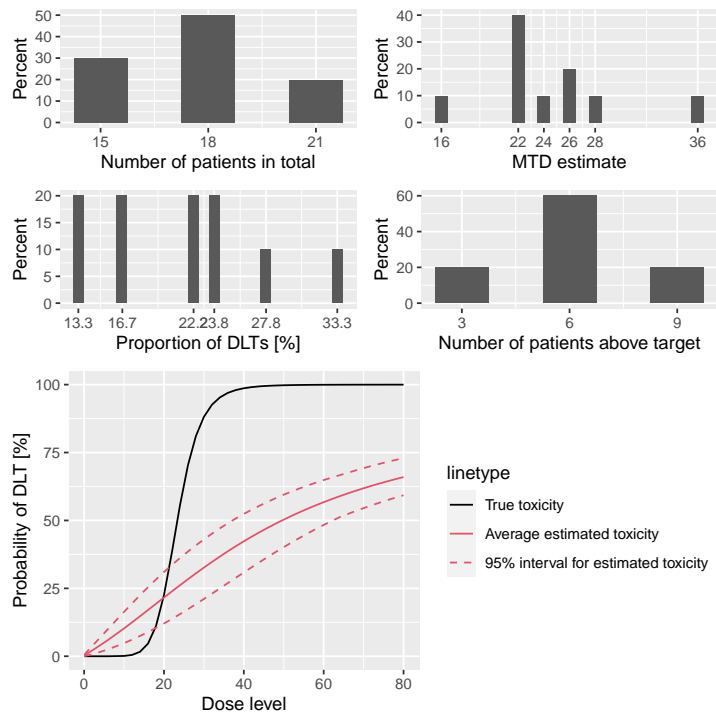 Percent
50
40
30
20
10
0
15 18 21
Number of patients in total
Percent
40
30
20
10
0
16 22 24 26 28 36
MTD estimate
Percent
20
15
10
5
0
13.3 16.7 22.2 23.8 27.8 33.3
Proportion of DLTs [%]
Percent
60
40
20
0
3 6 9
Number of patients above target
Probability of DLT [%]
100
75
50
25
0
0 20 40 60 80
Dose level
linetype
True toxicity
Average estimated toxicity
95% interval for estimated toxicity